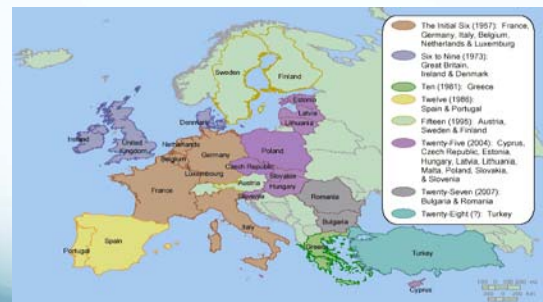 The Initial Six (1957): France,
Germany, Italy, Belgium,
Netherlands & Luxemburg
Six to Nine (1973):
Great Britain,
Ireland & Denmark
Ten (1981): Greece
Twelve (1986):
Spain & Portugal
Fifteen (1995): Austria,
Sweden & Finland
Twenty-Five (2004): Cyprus,
Czech Republic, Estonia,
Hungary, Latvia, Lithuania,
Malta, Poland, Slovakia,
& Slovenia
Twenty-Seven (2007):
Bulgaria & Romania
Twenty-Eight (?): Turkey
Sweden
Finland
Estonia
Latvia
Lithuania
Denmark
Ireland
United
Kingdom
Netherlands
Belgium
Germany
Poland
Luxembourg
Czech Republic
Slovakia
France
Austria
Hungary
Slovenia
Romania
Italy
Bulgaria
Portugal
Spain
Greece
Turkey
Cyprus